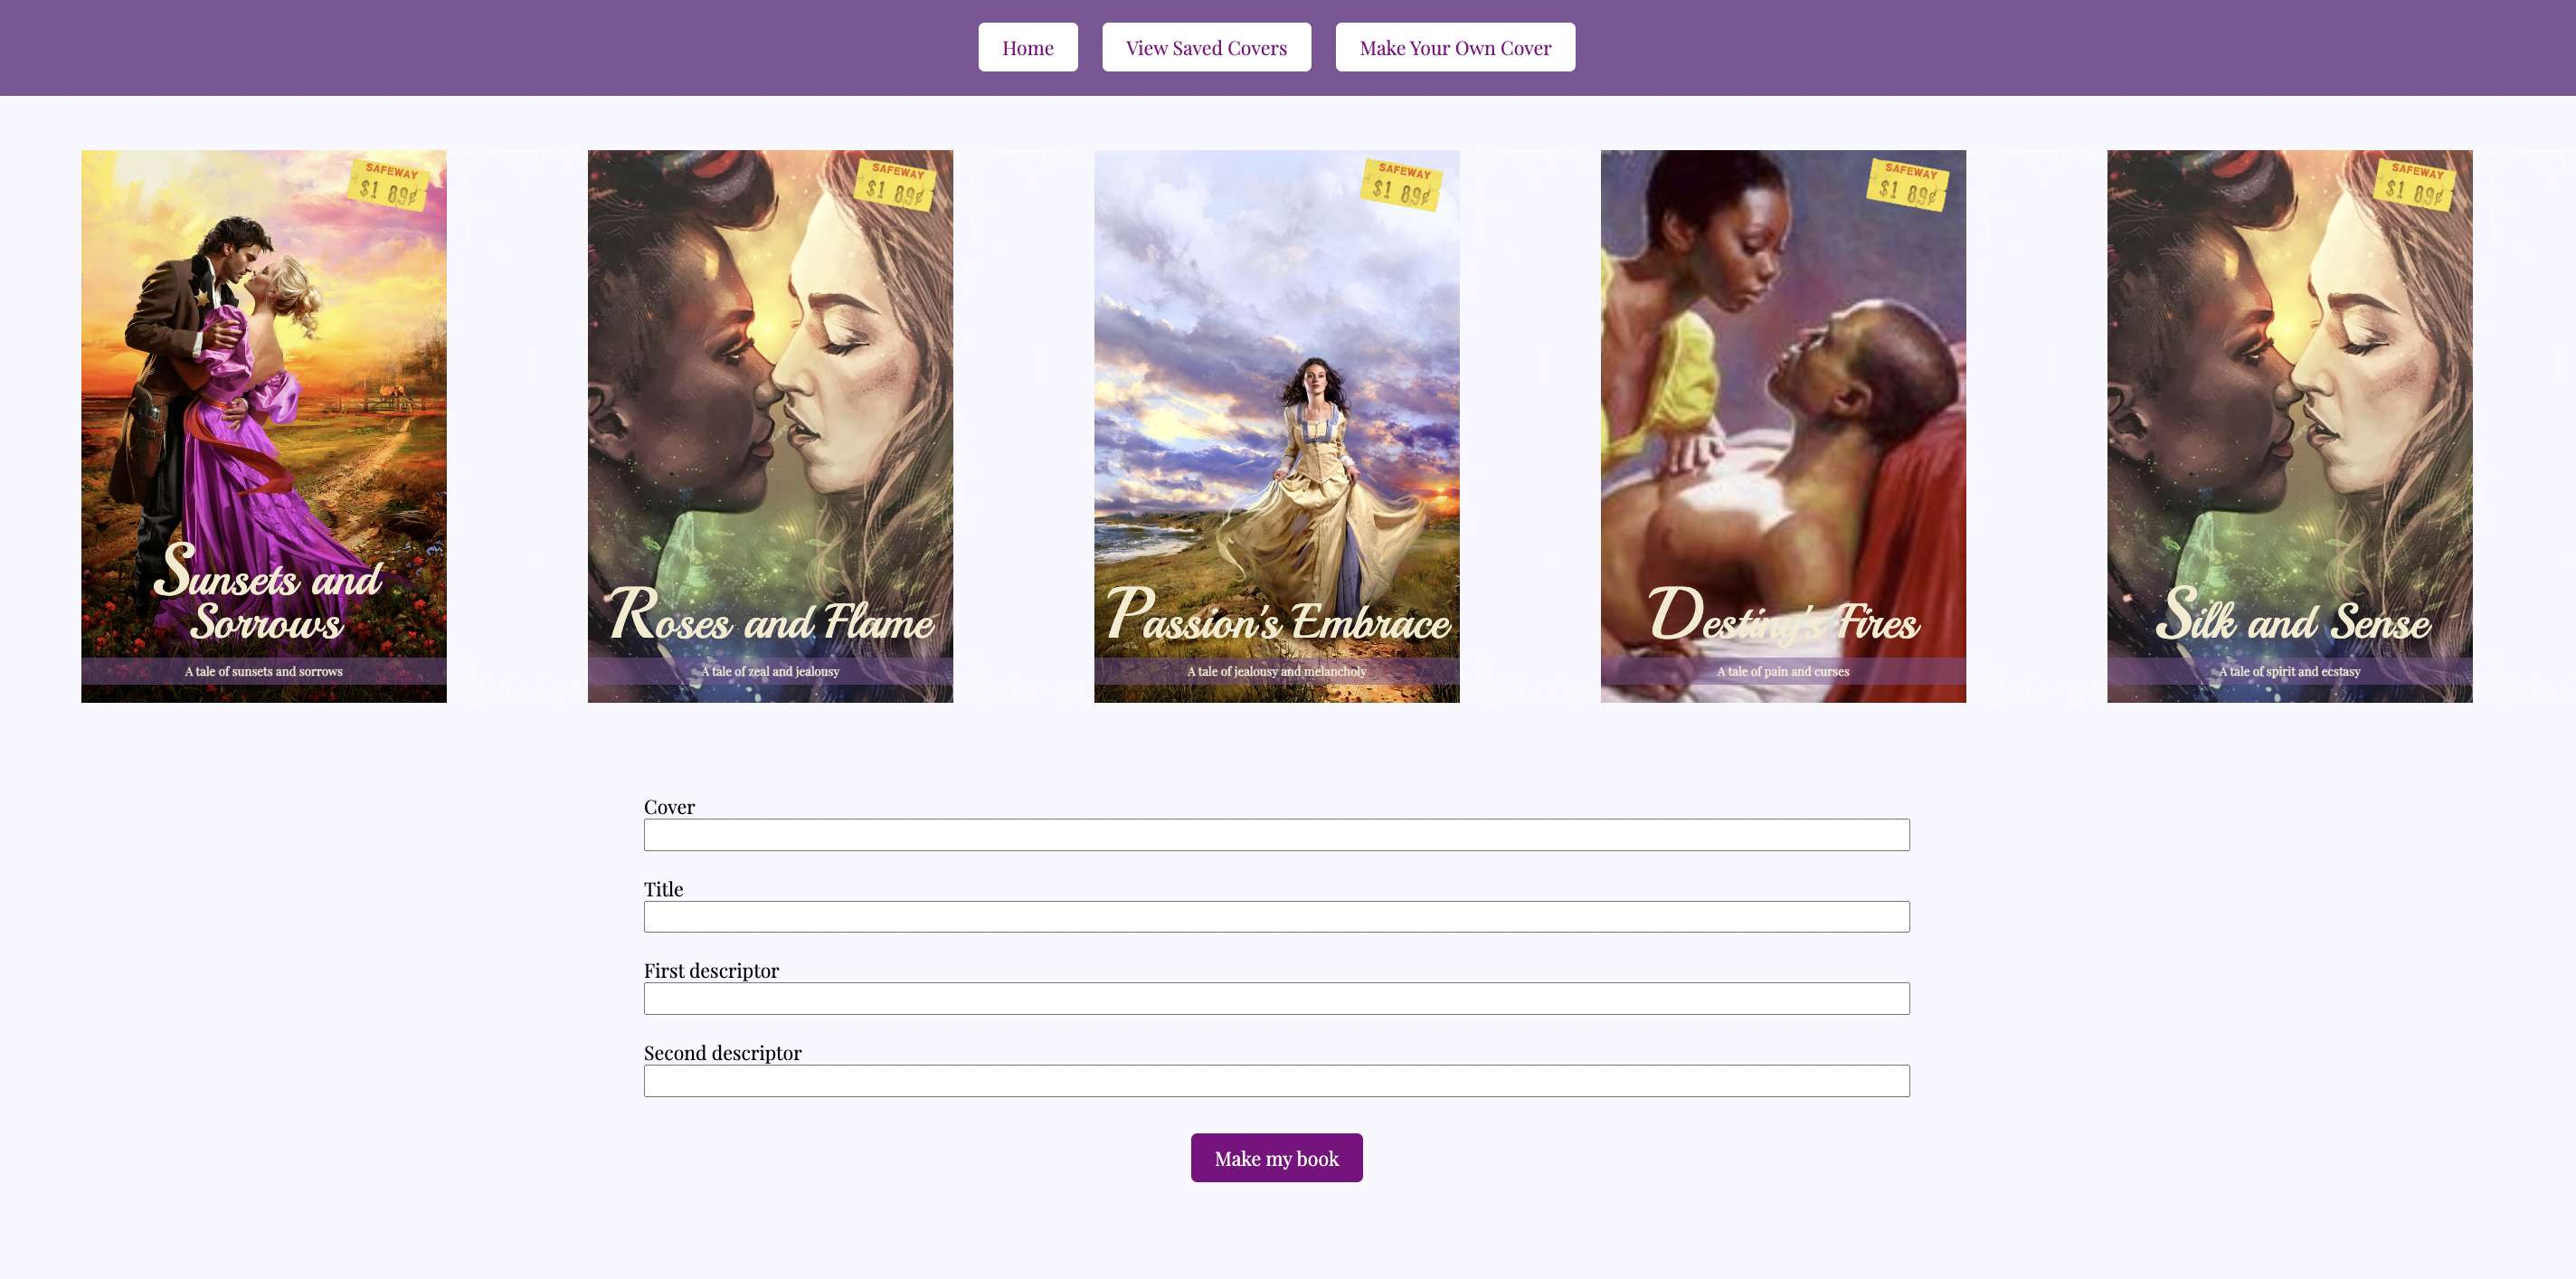 Home
View Saved Covers
Make Your Own Cover
SAFEWAY
$1 89¢
Sunsets and
Sorrows
A tale of sunsets and sorrows
SAFEWAY
$1 89¢
Roses and Flame
A tale of zeal and jealousy
SAFEWAY
$1 89¢
Passion's Embrace
A tale of jealousy and melancholy
SAFEWAY
$1 89¢
Destiny's Fires
A tale of pain and curses
SAFEWAY
$1 89¢
Silk and Sense
A tale of spirit and ecstasy
Cover
Title
First descriptor
Second descriptor
Make my book